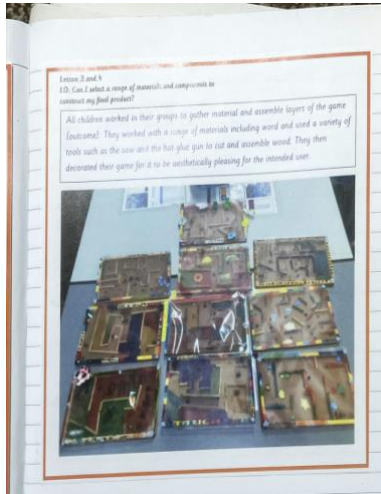 Lesson 3 and 4
LO: Can I select a range of materials and components to
construct my final product?
All children worked in their groups to gather material and assemble layers of the game
(outcome). They worked with a range of materials including word and used a variety of
tools such as the saw and the hot glue gun to cut and assemble wood. They then
decorated their game for it to be aesthetically pleasing for the intended user.